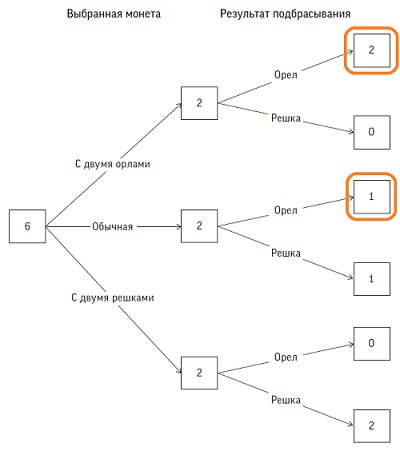 Выбранная монета
Результат подбрасывания
2
Орел
2
Решка
0
С двумя орлами
1
Орел
6
Обычная
2
Решка
1
С двумя решками
0
Орел
2
Решка
2